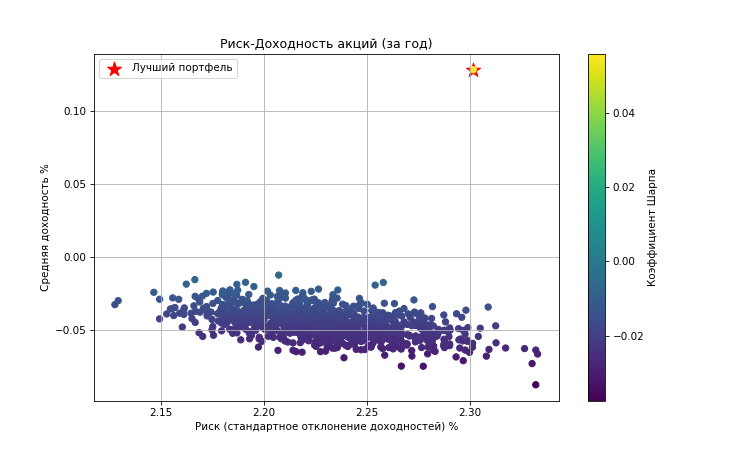 Риск-Доходность акций (за год)
Лучший портфель
0.10
0.05
0.00
−0.05
Средняя доходность %
2.15 2.20 2.25 2.30
Риск (стандартное отклонение доходностей) %
0.04
0.02
0.00
−0.02
Коэффициент Шарпа